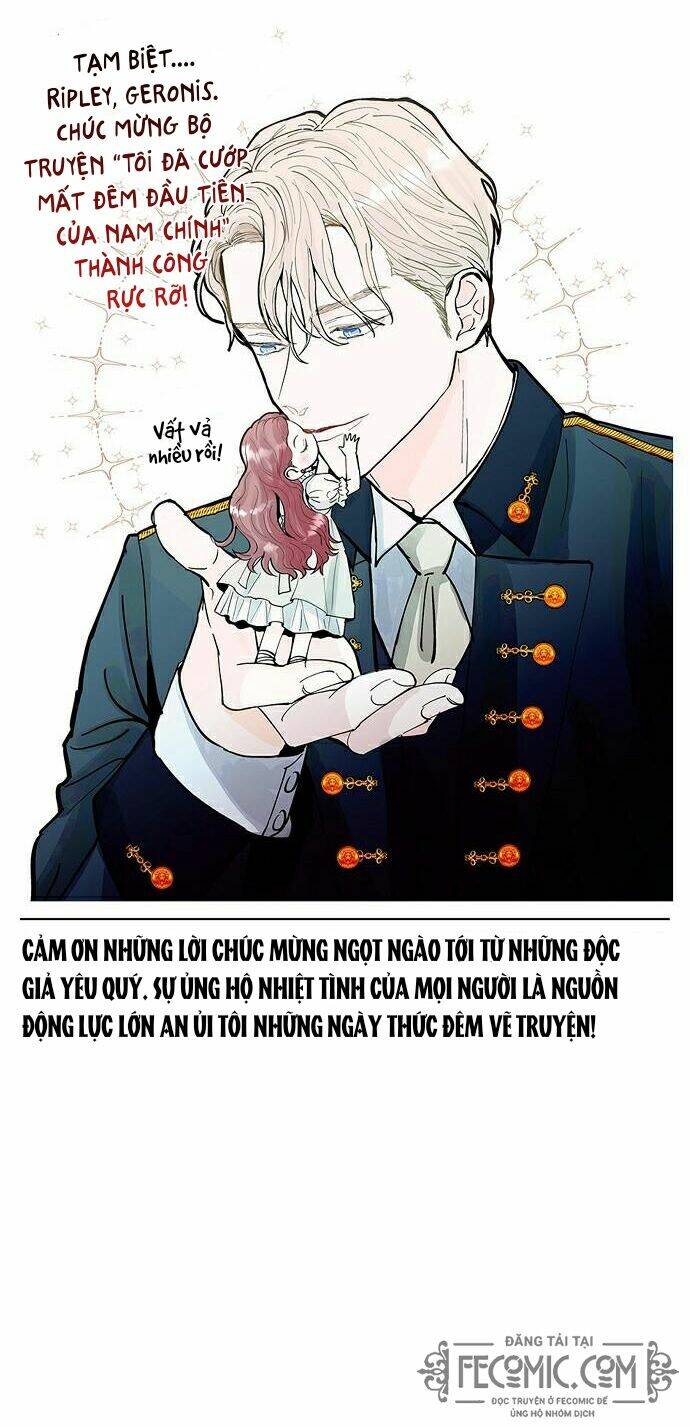 TẠM BIỆT....
RIPLEY, GERONIS.
CHÚC MỪNG BỘ
TRUYỆN “TÔI ĐÃ CƯỚP
MẤT ĐÊM ĐẦU TIÊN
CỦA NAM CHÍNH”
THÀNH CÔNG
RỰC RỠ!
Vất vả
nhiều rồi!
CẢM ƠN NHỮNG LỜI CHÚC MỪNG NGỌT NGÀO TỚI TỪ NHỮNG ĐỘC
GIẢ YÊU QUÝ. SỰ ỦNG HỘ NHIỆT TÌNH CỦA MỌI NGƯỜI LÀ NGUỒN
ĐỘNG LỰC LỚN AN ỦI TÔI NHỮNG NGÀY THỨC ĐÊM VẼ TRUYỆN!
ĐĂNG TẢI TẠI
FECOMIC.COM
ĐỌC TRUYỆN Ở FECOMIC ĐỂ
ỦNG HỘ NHÓM DỊCH